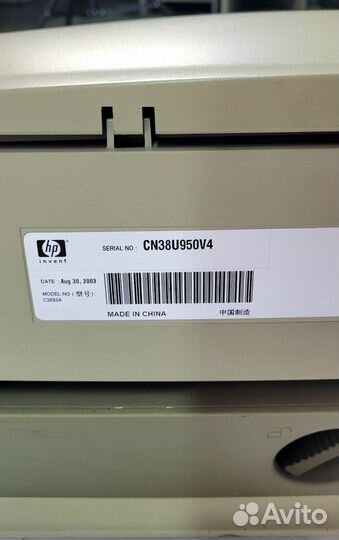 hp
invent
SERIAL NO : CN38U950V4
DATE : Aug 30, 2003
MODEL NO (型号):
C2693A
MADE IN CHINA 中国制造
Avito